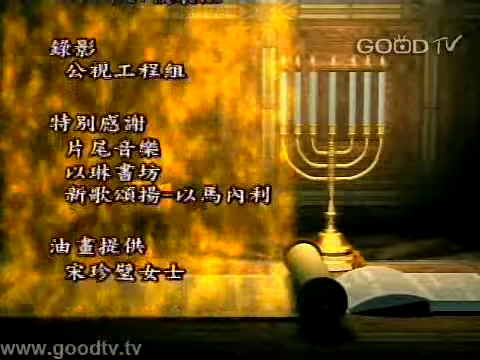 GOOD TV
錄影
公視工程組
特別感謝
片尾音樂
以琳書坊
新歌頌揚-以馬內利
油畫提供
宋珍璧女士
www.goodtv.tv